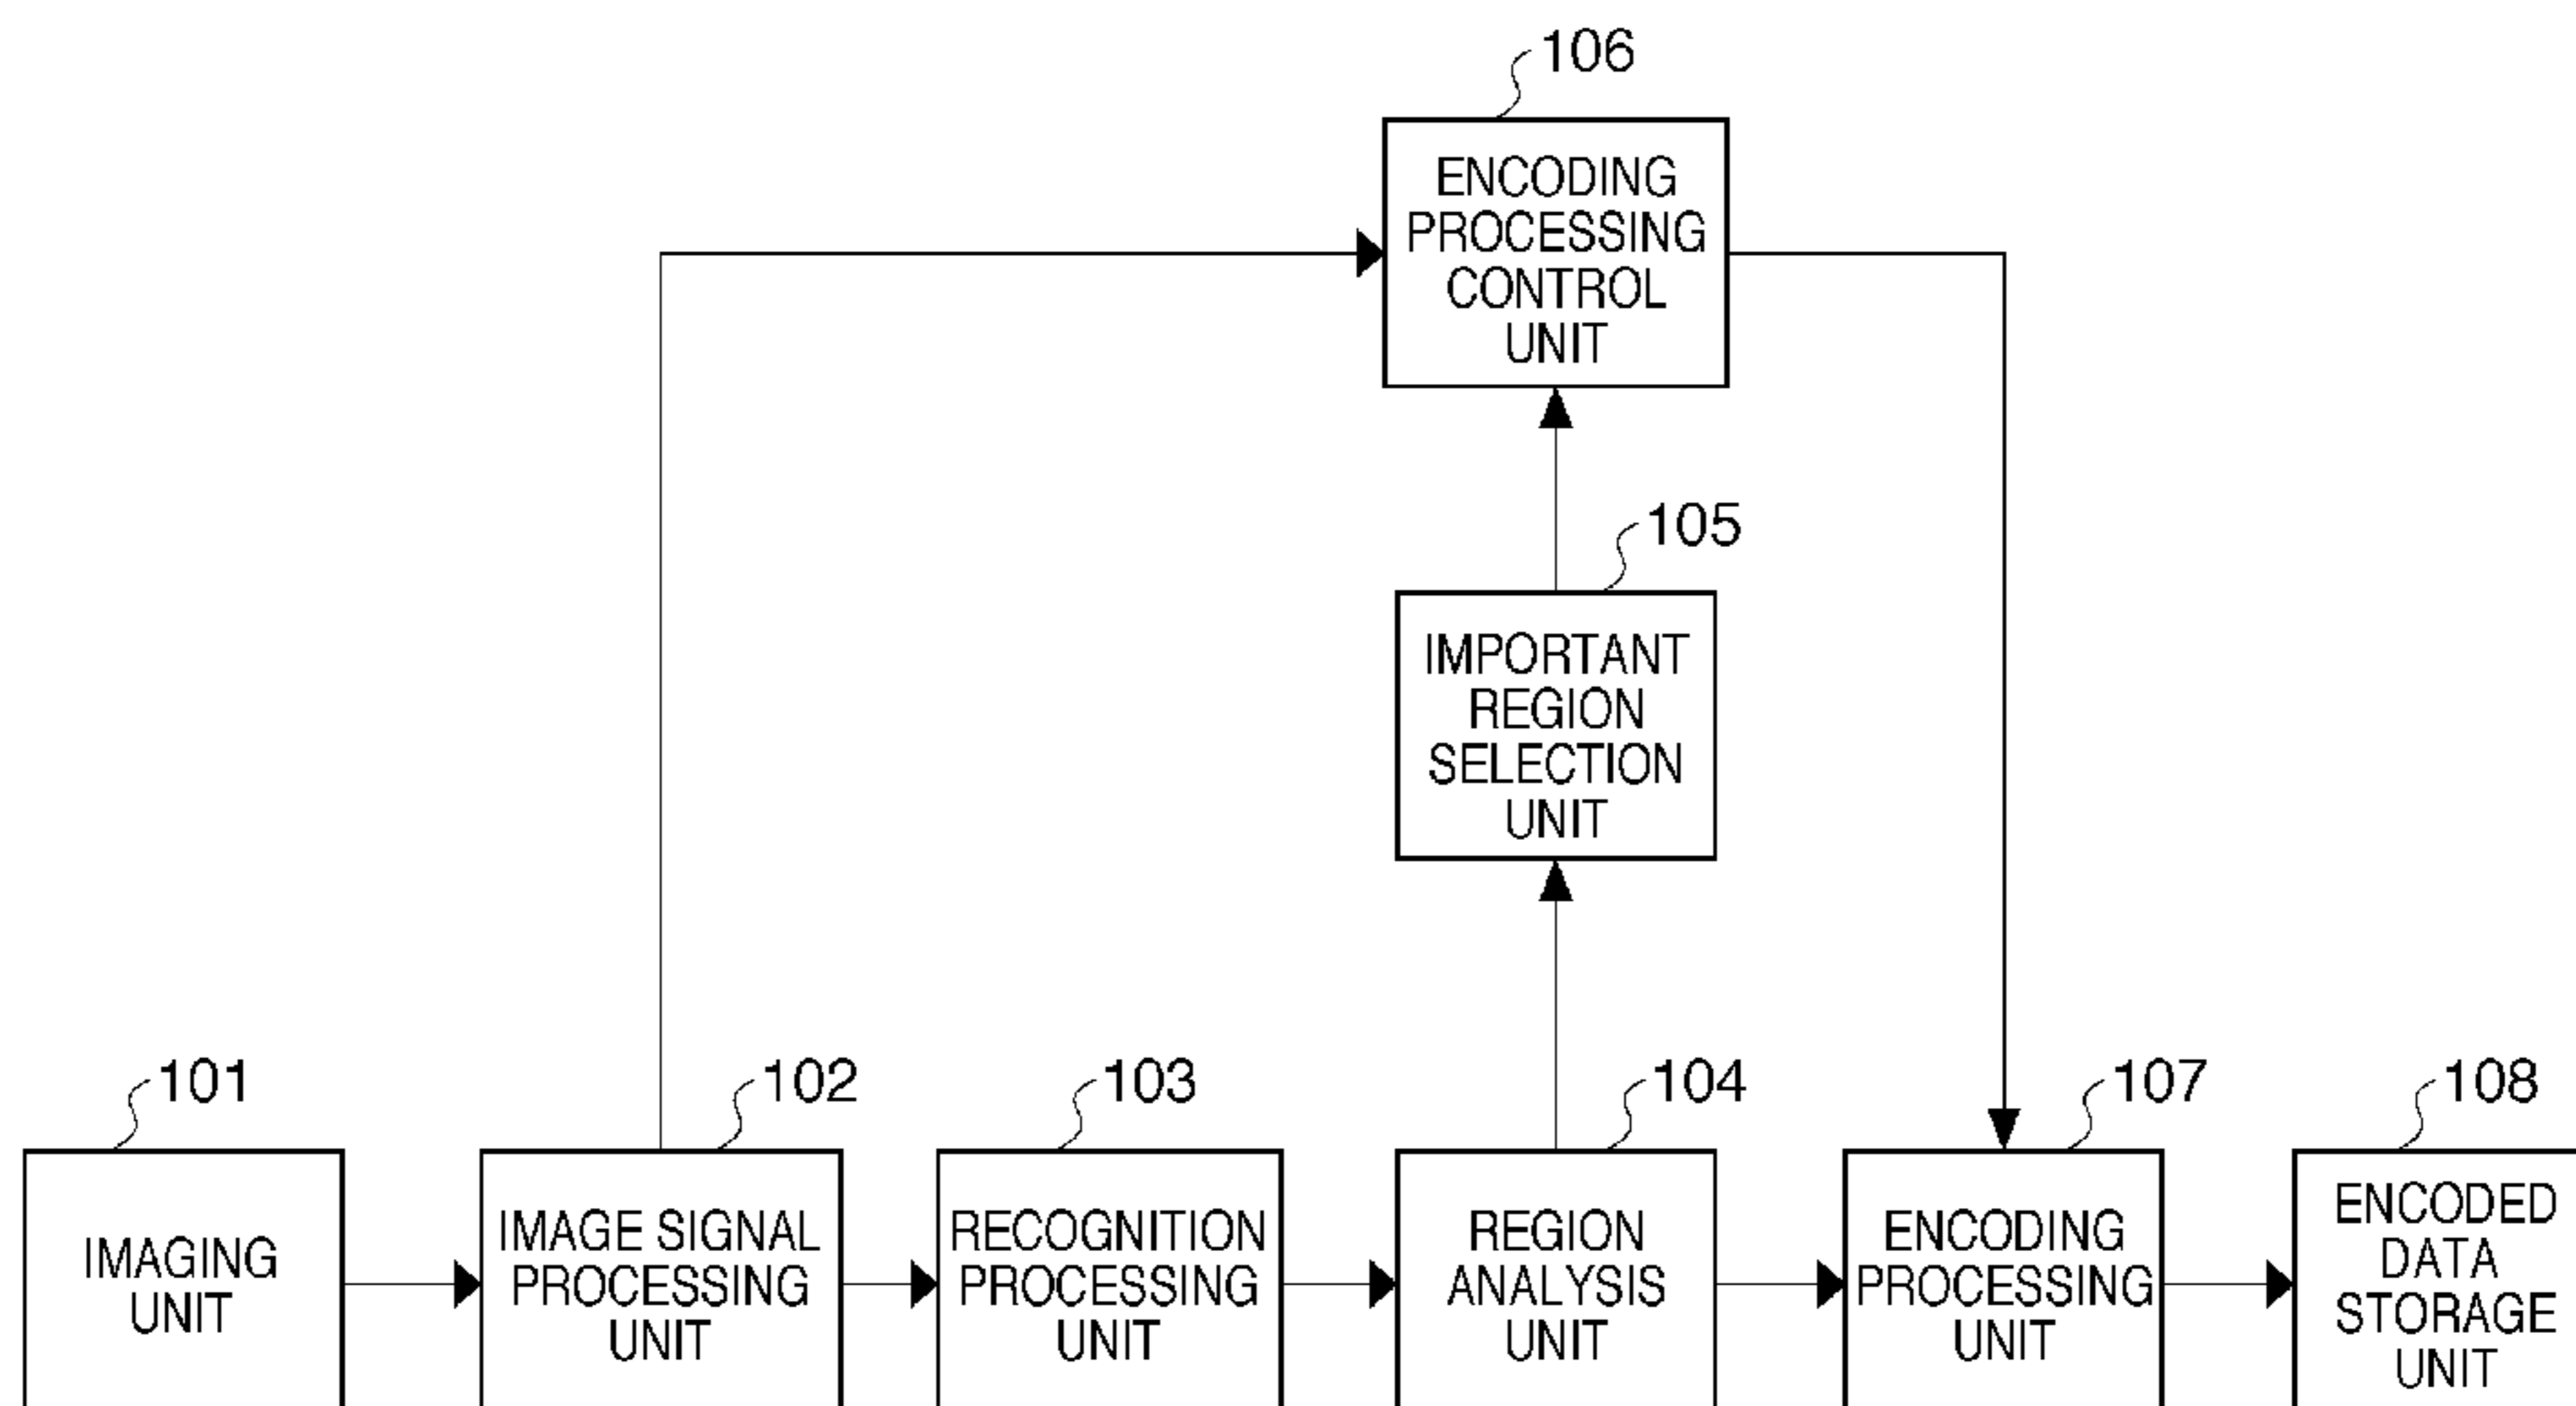 106
ENCODING
PROCESSING
CONTROL
UNIT
105
IMPORTANT
REGION
SELECTION
UNIT
101
IMAGING
UNIT
102
IMAGE SIGNAL
PROCESSING
UNIT
103
RECOGNITION
PROCESSING
UNIT
104
REGION
ANALYSIS
UNIT
107
ENCODING
PROCESSING
UNIT
108
ENCODED
DATA
STORAGE
UNIT